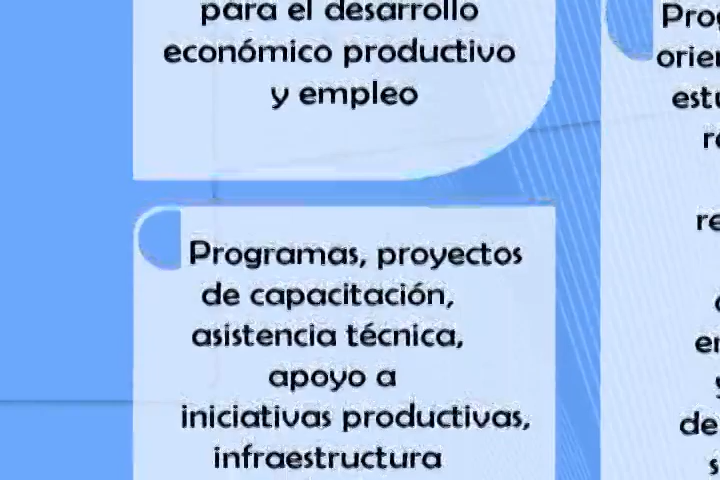 para el desarrollo
económico productivo
y empleo
Programas, proyectos
de capacitación,
asistencia técnica,
apoyo a
iniciativas productivas,
infraestructura